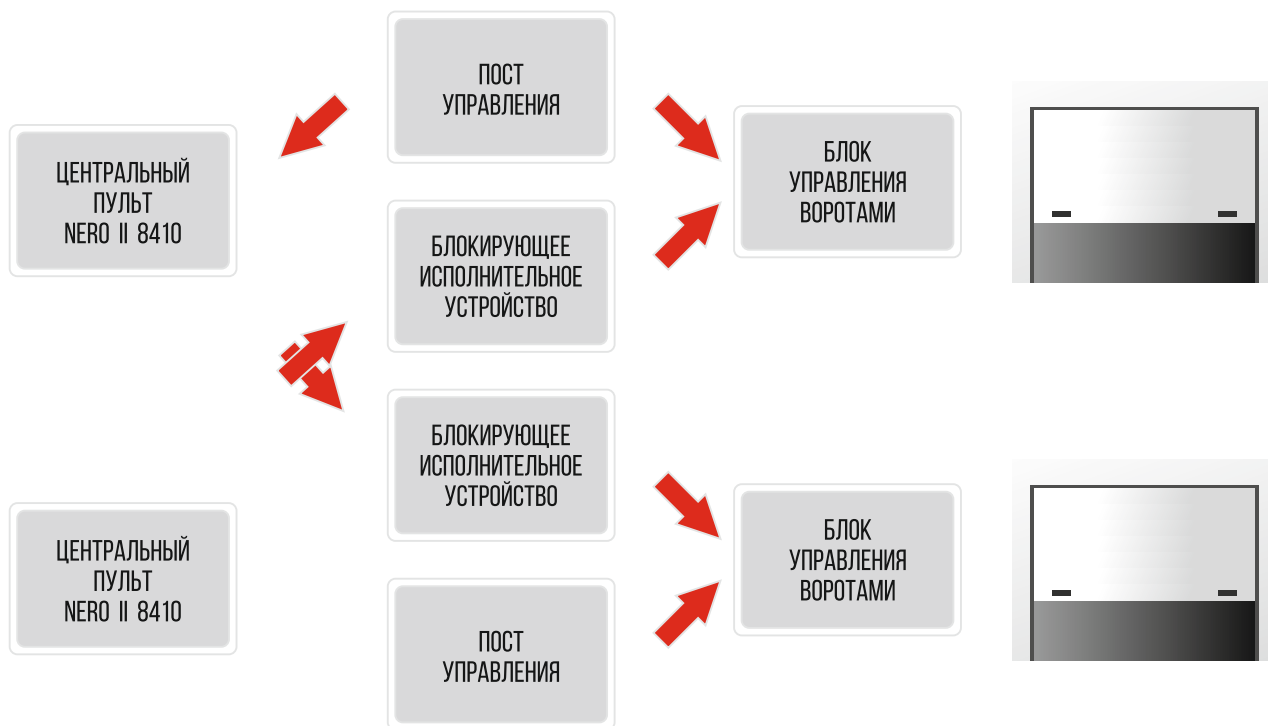 ПОСТ
УПРАВЛЕНИЯ
ЦЕНТРАЛЬНЫЙ
ПУЛЬТ
NERO II 8410
БЛОК
УПРАВЛЕНИЯ
ВОРОТАМИ
БЛОКИРУЮЩЕЕ
ИСПОЛНИТЕЛЬНОЕ
УСТРОЙСТВО
БЛОКИРУЮЩЕЕ
ИСПОЛНИТЕЛЬНОЕ
УСТРОЙСТВО
ЦЕНТРАЛЬНЫЙ
ПУЛЬТ
NERO II 8410
БЛОК
УПРАВЛЕНИЯ
ВОРОТАМИ
ПОСТ
УПРАВЛЕНИЯ